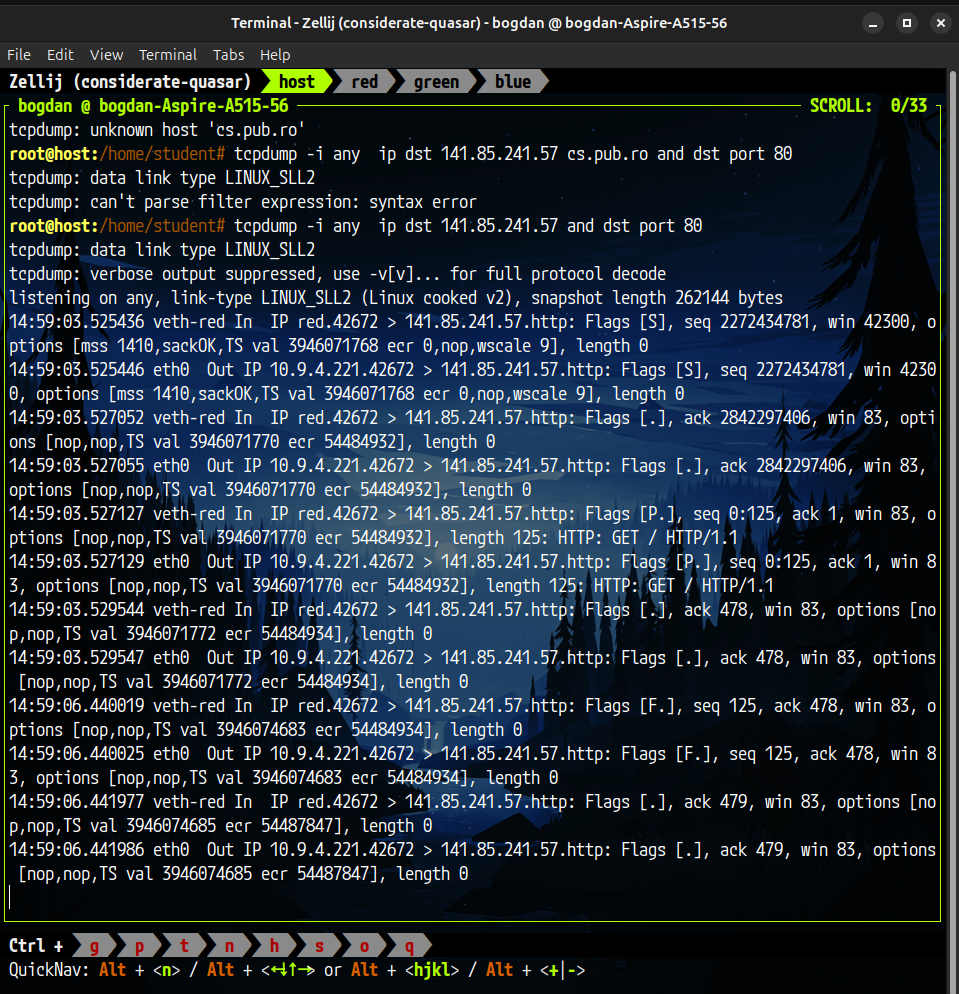 Terminal - Zellij (considerate-quasar) - bogdan @ bogdan-Aspire-A515-56
File Edit View Terminal Tabs Help
Zellij (considerate-quasar) host red green blue
bogdan @ bogdan-Aspire-A515-56 SCROLL: 0/33
tcpdump: unknown host 'cs.pub.ro'
root@host:/home/student# tcpdump -i any  ip dst 141.85.241.57 cs.pub.ro and dst port 80
tcpdump: data link type LINUX_SLL2
tcpdump: can't parse filter expression: syntax error
root@host:/home/student# tcpdump -i any  ip dst 141.85.241.57 and dst port 80
tcpdump: data link type LINUX_SLL2
tcpdump: verbose output suppressed, use -v[v]... for full protocol decode
listening on any, link-type LINUX_SLL2 (Linux cooked v2), snapshot length 262144 bytes
14:59:03.525436 veth-red In  IP red.42672 > 141.85.241.57.http: Flags [S], seq 2272434781, win 42300, o
ptions [mss 1410,sackOK,TS val 3946071768 ecr 0,nop,wscale 9], length 0
14:59:03.525446 eth0  Out IP 10.9.4.221.42672 > 141.85.241.57.http: Flags [S], seq 2272434781, win 4230
0, options [mss 1410,sackOK,TS val 3946071768 ecr 0,nop,wscale 9], length 0
14:59:03.527052 veth-red In  IP red.42672 > 141.85.241.57.http: Flags [.], ack 2842297406, win 83, opti
ons [nop,nop,TS val 3946071770 ecr 54484932], length 0
14:59:03.527055 eth0  Out IP 10.9.4.221.42672 > 141.85.241.57.http: Flags [.], ack 2842297406, win 83,
options [nop,nop,TS val 3946071770 ecr 54484932], length 0
14:59:03.527127 veth-red In  IP red.42672 > 141.85.241.57.http: Flags [P.], seq 0:125, ack 1, win 83, o
ptions [nop,nop,TS val 3946071770 ecr 54484932], length 125: HTTP: GET / HTTP/1.1
14:59:03.527129 eth0  Out IP 10.9.4.221.42672 > 141.85.241.57.http: Flags [P.], seq 0:125, ack 1, win 8
3, options [nop,nop,TS val 3946071770 ecr 54484932], length 125: HTTP: GET / HTTP/1.1
14:59:03.529544 veth-red In  IP red.42672 > 141.85.241.57.http: Flags [.], ack 478, win 83, options [no
p,nop,TS val 3946071772 ecr 54484934], length 0
14:59:03.529547 eth0  Out IP 10.9.4.221.42672 > 141.85.241.57.http: Flags [.], ack 478, win 83, options
 [nop,nop,TS val 3946071772 ecr 54484934], length 0
14:59:06.440019 veth-red In  IP red.42672 > 141.85.241.57.http: Flags [F.], seq 125, ack 478, win 83, o
ptions [nop,nop,TS val 3946074683 ecr 54484934], length 0
14:59:06.440025 eth0  Out IP 10.9.4.221.42672 > 141.85.241.57.http: Flags [F.], seq 125, ack 478, win 8
3, options [nop,nop,TS val 3946074683 ecr 54484934], length 0
14:59:06.441977 veth-red In  IP red.42672 > 141.85.241.57.http: Flags [.], ack 479, win 83, options [no
p,nop,TS val 3946074685 ecr 54487847], length 0
14:59:06.441986 eth0  Out IP 10.9.4.221.42672 > 141.85.241.57.http: Flags [.], ack 479, win 83, options
 [nop,nop,TS val 3946074685 ecr 54487847], length 0
Ctrl + g p t n h s o q
QuickNav: Alt + <n> / Alt + <←↓↑→> or Alt + <hjkl> / Alt + <+|->